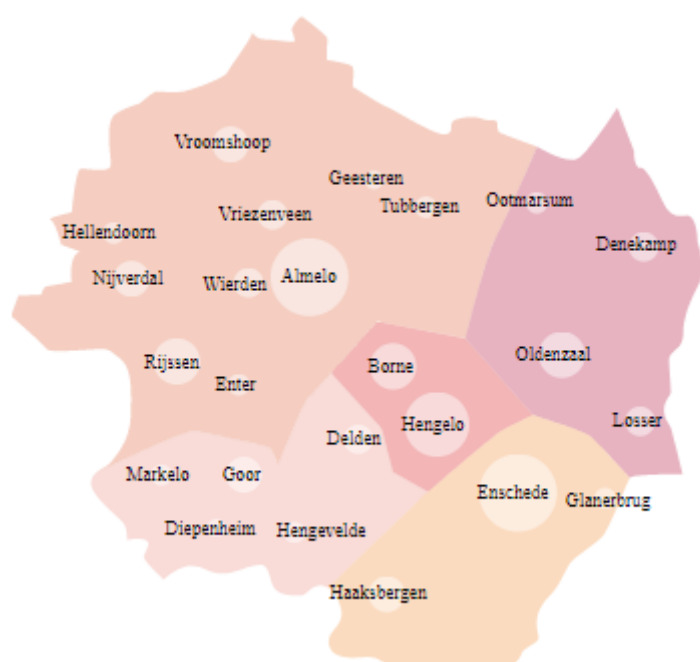 Vroomshoop
Geesteren
Tubbergen
Ootmarsum
Vriezenveen
Hellendoorn
Denekamp
Nijverdal
Wierden
Almelo
Oldenzaal
Rijssen
Borne
Enter
Losser
Hengelo
Delden
Markelo
Goor
Enschede
Glanerbrug
Diepenheim
Hengevelde
Haaksbergen